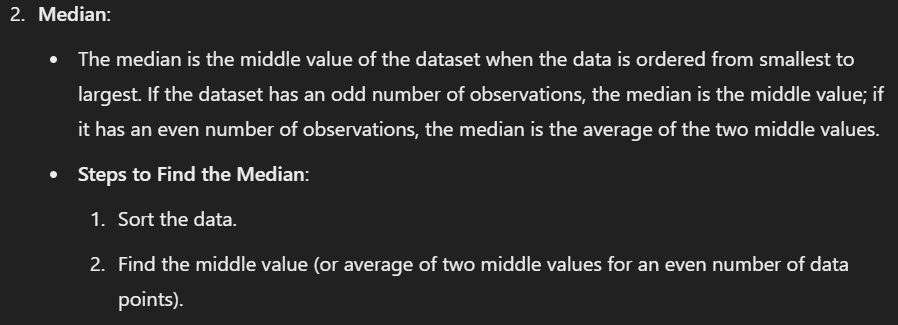 2. Median:
• The median is the middle value of the dataset when the data is ordered from smallest to
largest. If the dataset has an odd number of observations, the median is the middle value; if
it has an even number of observations, the median is the average of the two middle values.
• Steps to Find the Median:
1. Sort the data.
2. Find the middle value (or average of two middle values for an even number of data
points).